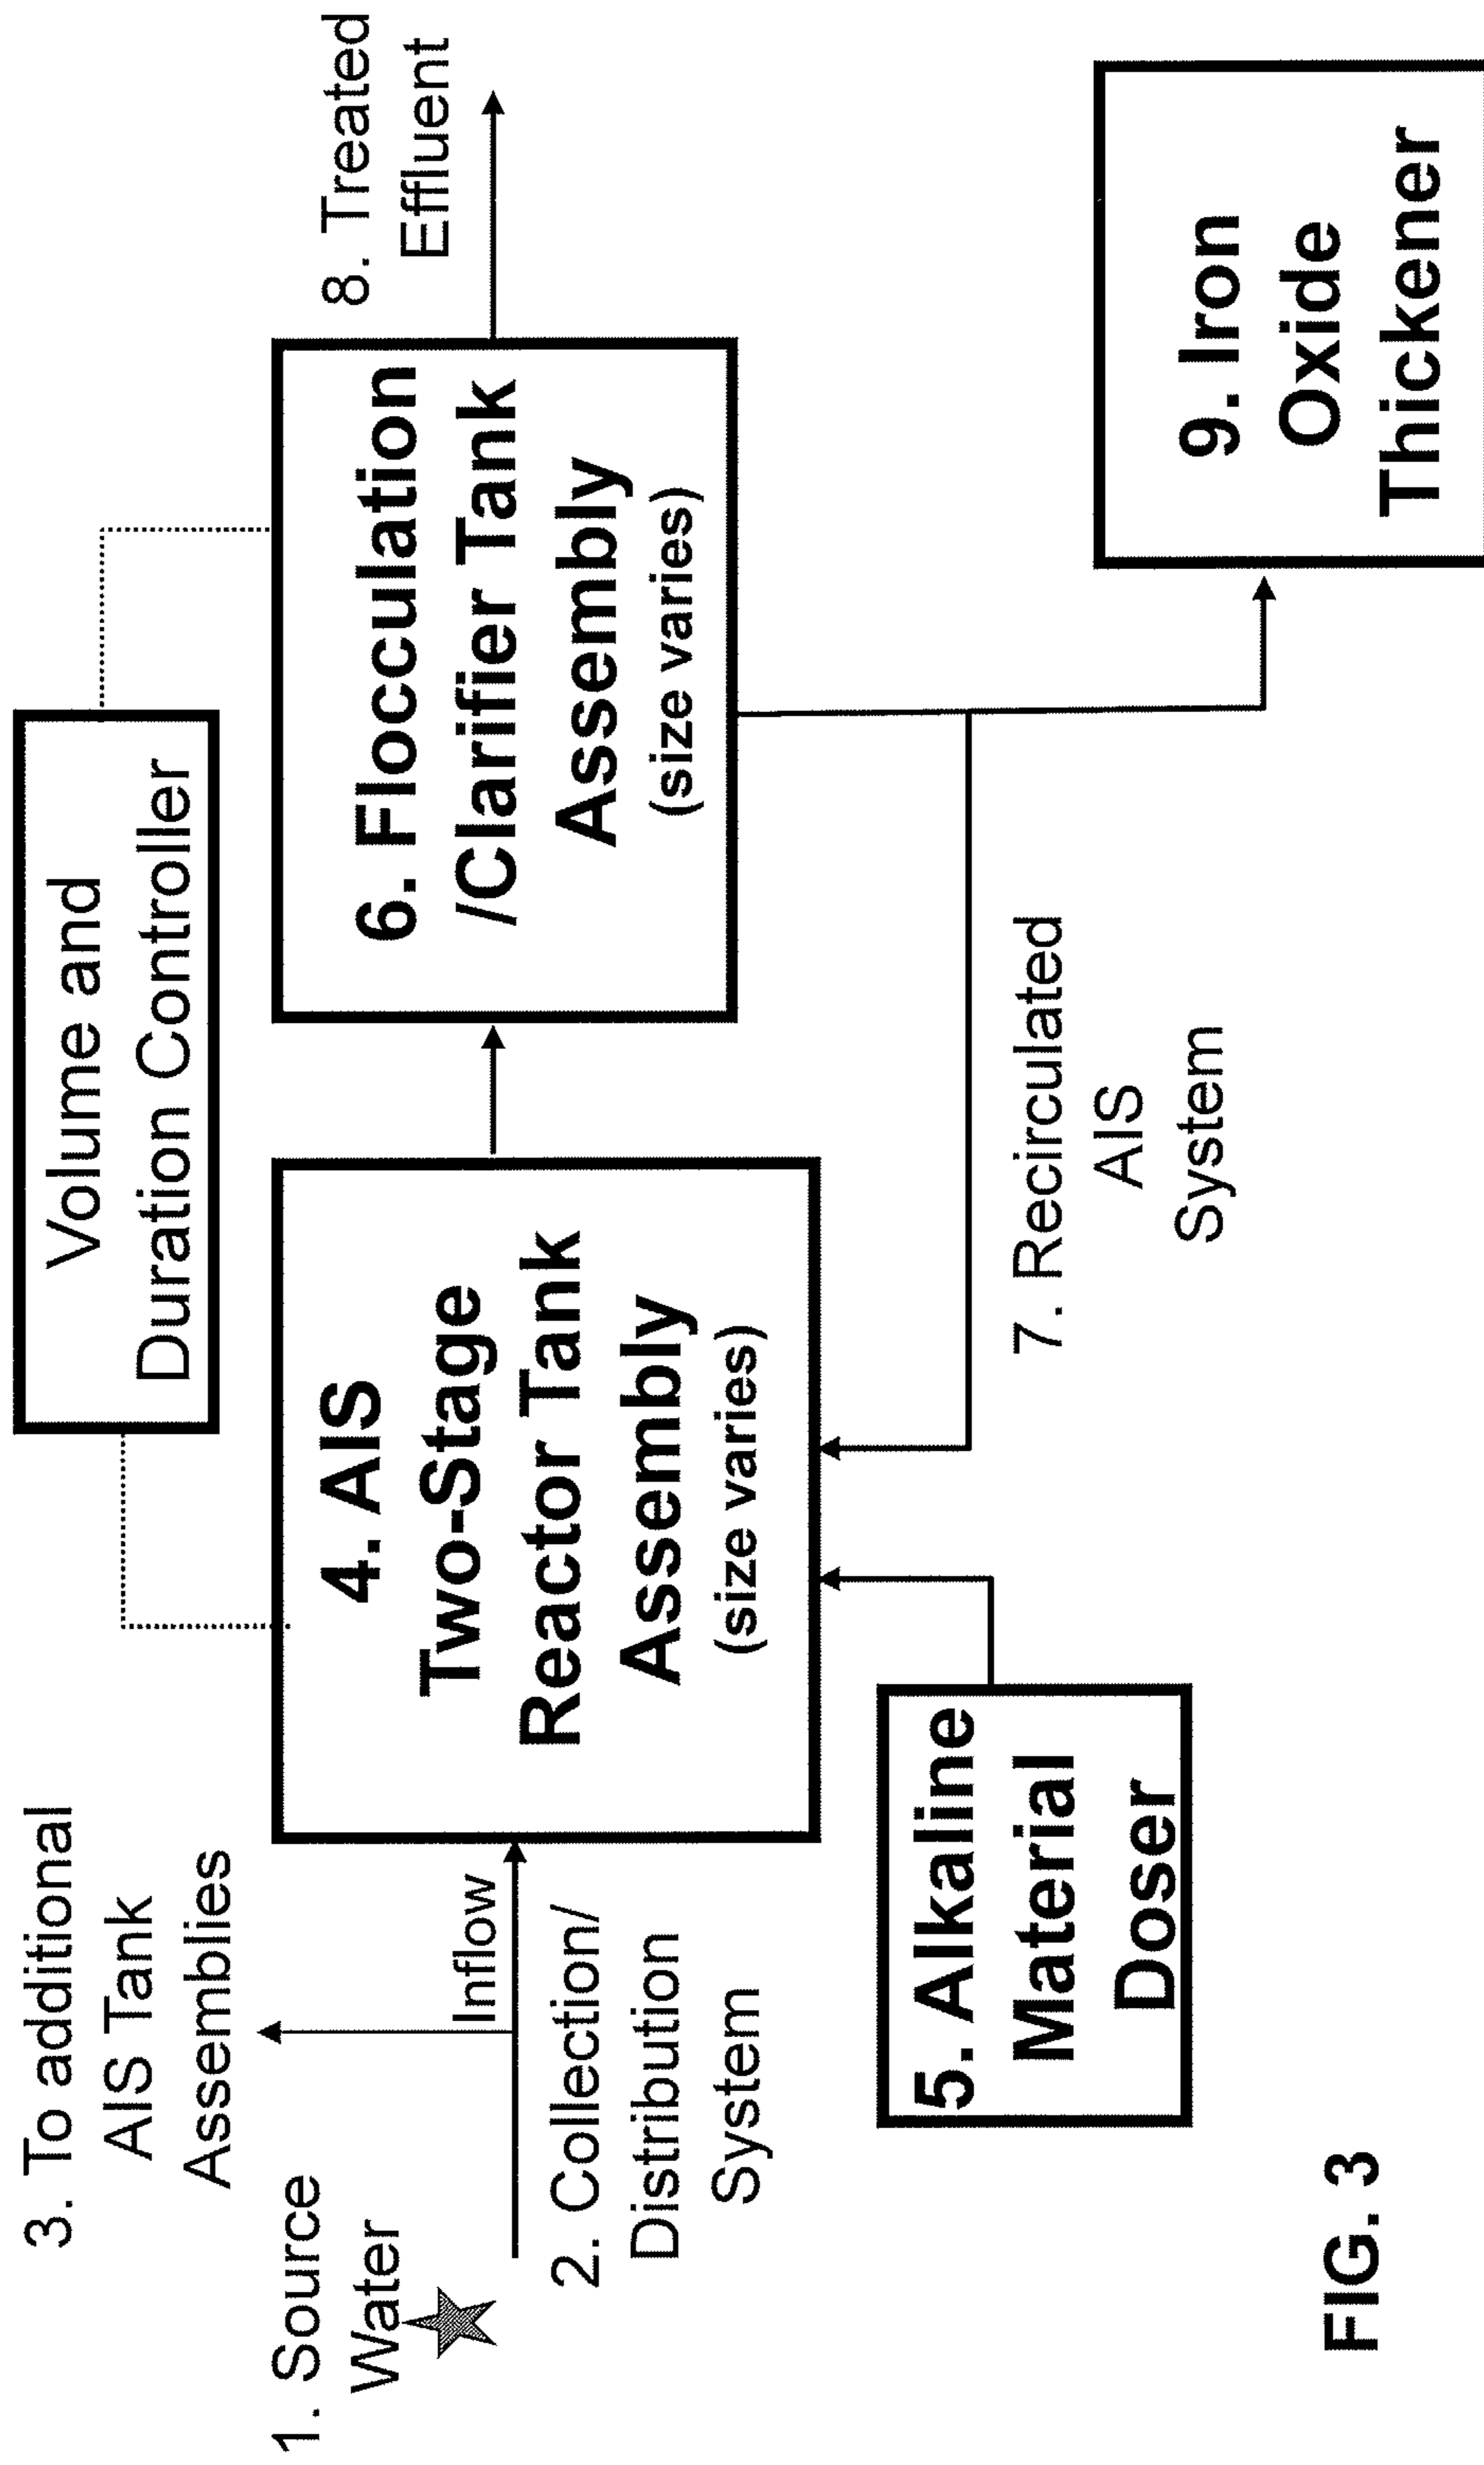 3. To additional
AIS Tank
Assemblies
Volume and
Duration Controller
1. Source
Water
Inflow
2. Collection/
Distribution
System
4. AIS
Two-Stage
Reactor Tank
Assembly
(size varies)
6. Flocculation
/Clarifier Tank
Assembly
(size varies)
8. Treated
Effluent
5. Alkaline
Material
Doser
7. Recirculated
AIS
System
9. Iron
Oxide
Thickener
FIG. 3